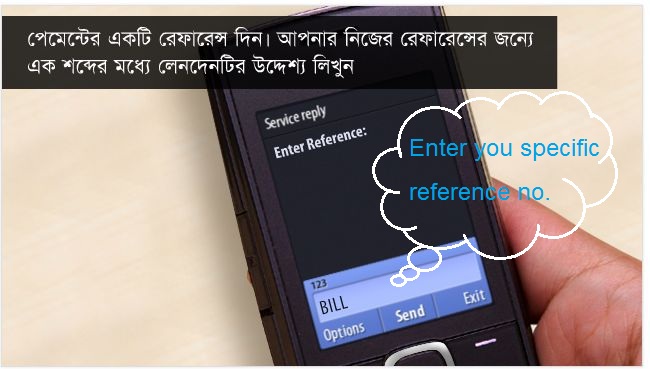 পেমেন্টের একটি রেফারেন্স দিন। আপনার নিজের রেফারেন্সের জন্যে
এক শব্দের মধ্যে লেনদেনটির উদ্দেশ্য লিখুন
Service reply
Enter Reference:
Enter you specific
reference no.
123
BILL
Options Send Exit